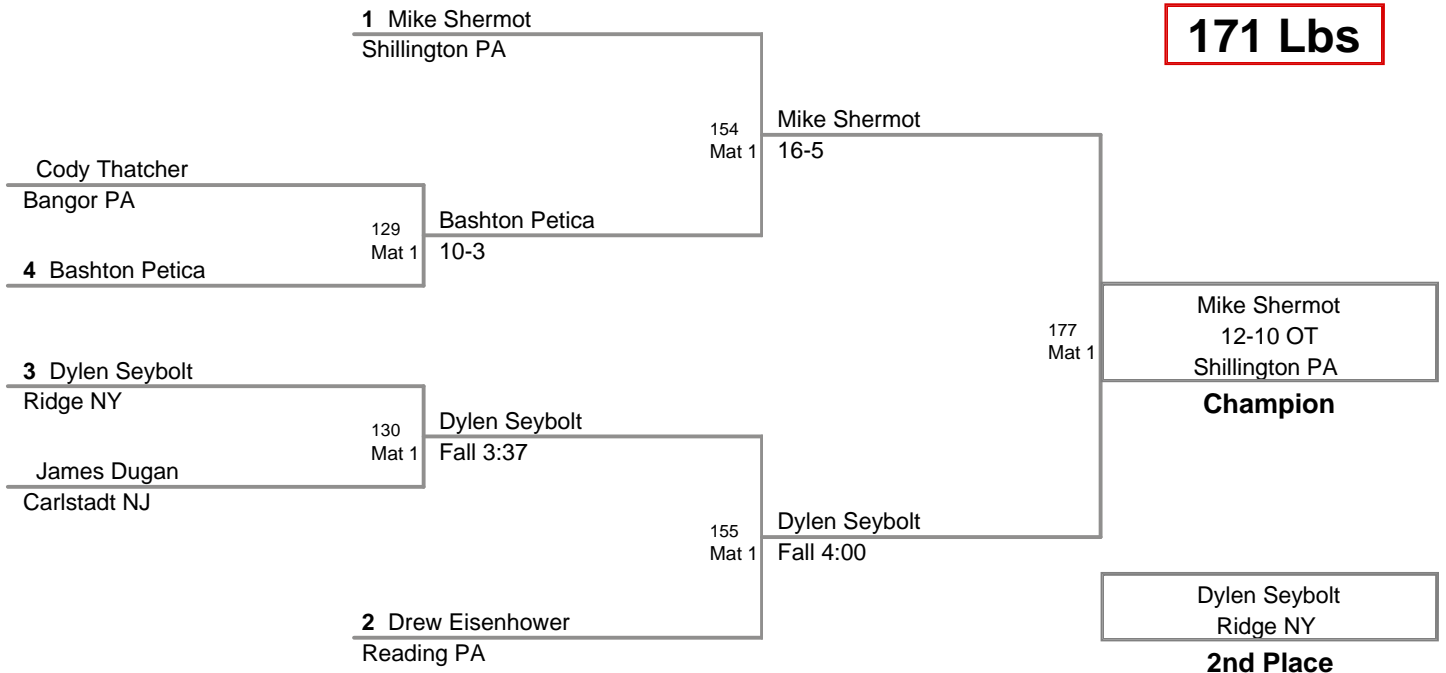 171 Lbs
1 Mike Shermot
Shillington PA
154
Mat 1
Mike Shermot
16-5
Cody Thatcher
Bangor PA
129
Mat 1
Bashton Petica
10-3
4 Bashton Petica
177
Mat 1
Mike Shermot
12-10 OT
Shillington PA
Champion
3 Dylen Seybolt
Ridge NY
130
Mat 1
Dylen Seybolt
Fall 3:37
James Dugan
Carlstadt NJ
155
Mat 1
Dylen Seybolt
Fall 4:00
2 Drew Eisenhower
Reading PA
Dylen Seybolt
Ridge NY
2nd Place